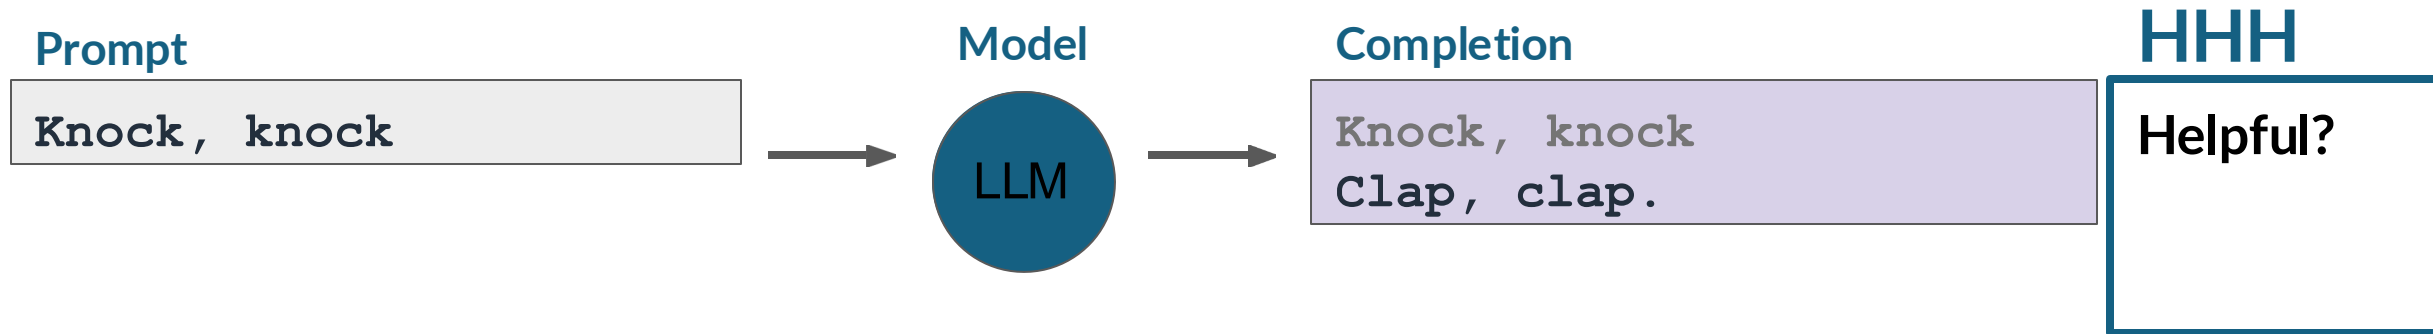 Prompt
Knock, knock
Model
LLM
Completion
Knock, knock
Clap, clap.
HHH
Helpful?